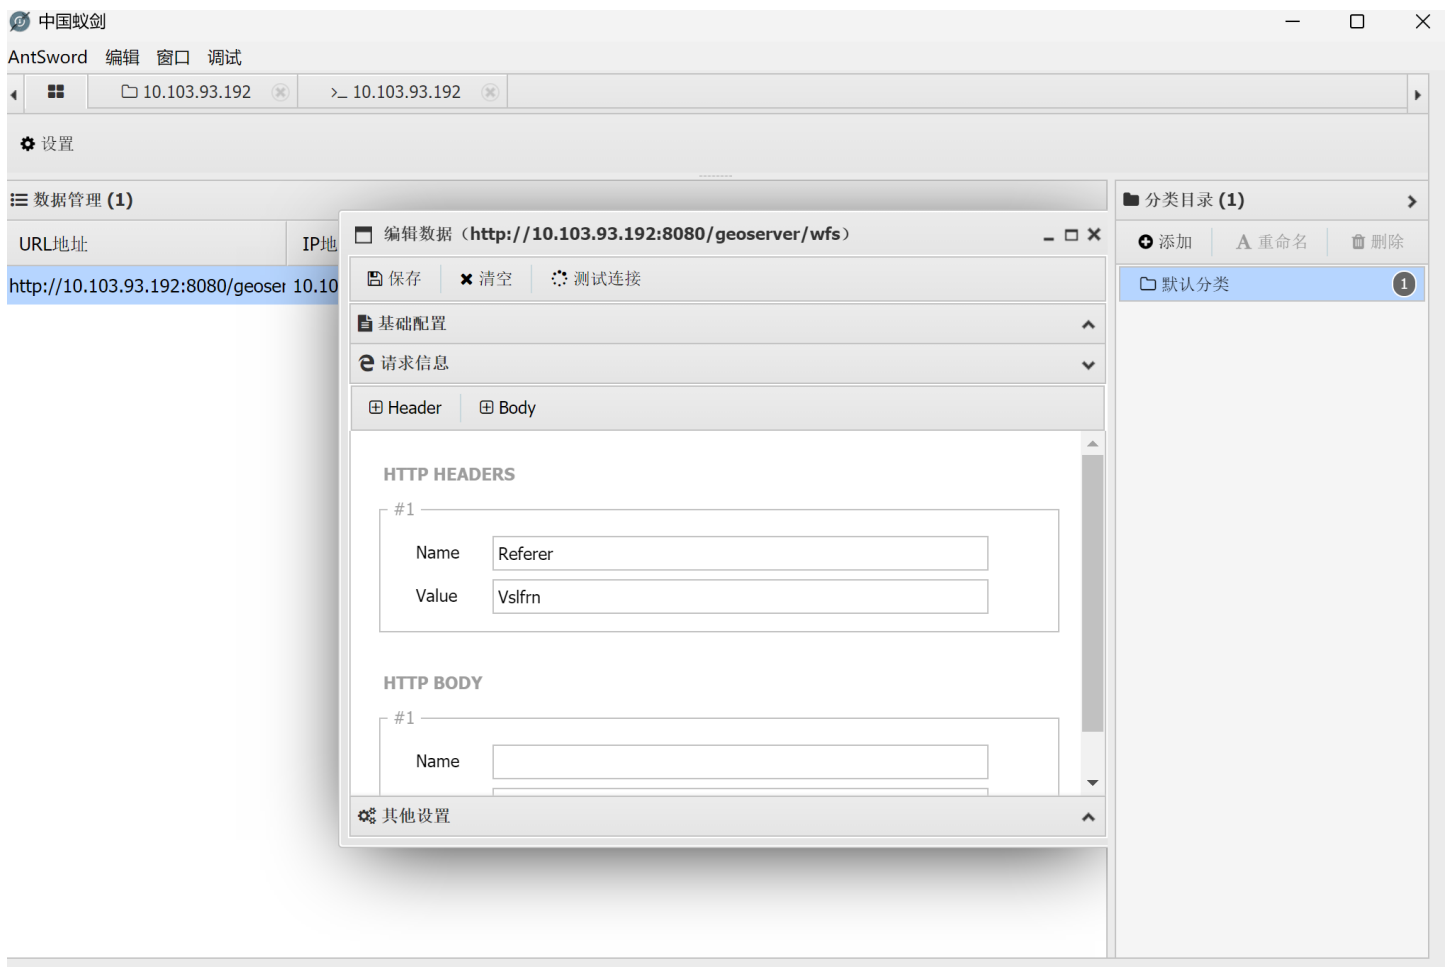 中国蚁剑
AntSword 编辑 窗口 调试
10.103.93.192 >_ 10.103.93.192
设置
数据管理 (1)
分类目录 (1)
URL地址 IP地
添加 重命名 删除
http://10.103.93.192:8080/geoser 10.10
默认分类 1
编辑数据（http://10.103.93.192:8080/geoserver/wfs）
保存 清空 测试连接
基础配置
请求信息
Header Body
HTTP HEADERS
#1
Name Referer
Value Vslfrn
HTTP BODY
#1
Name
其他设置